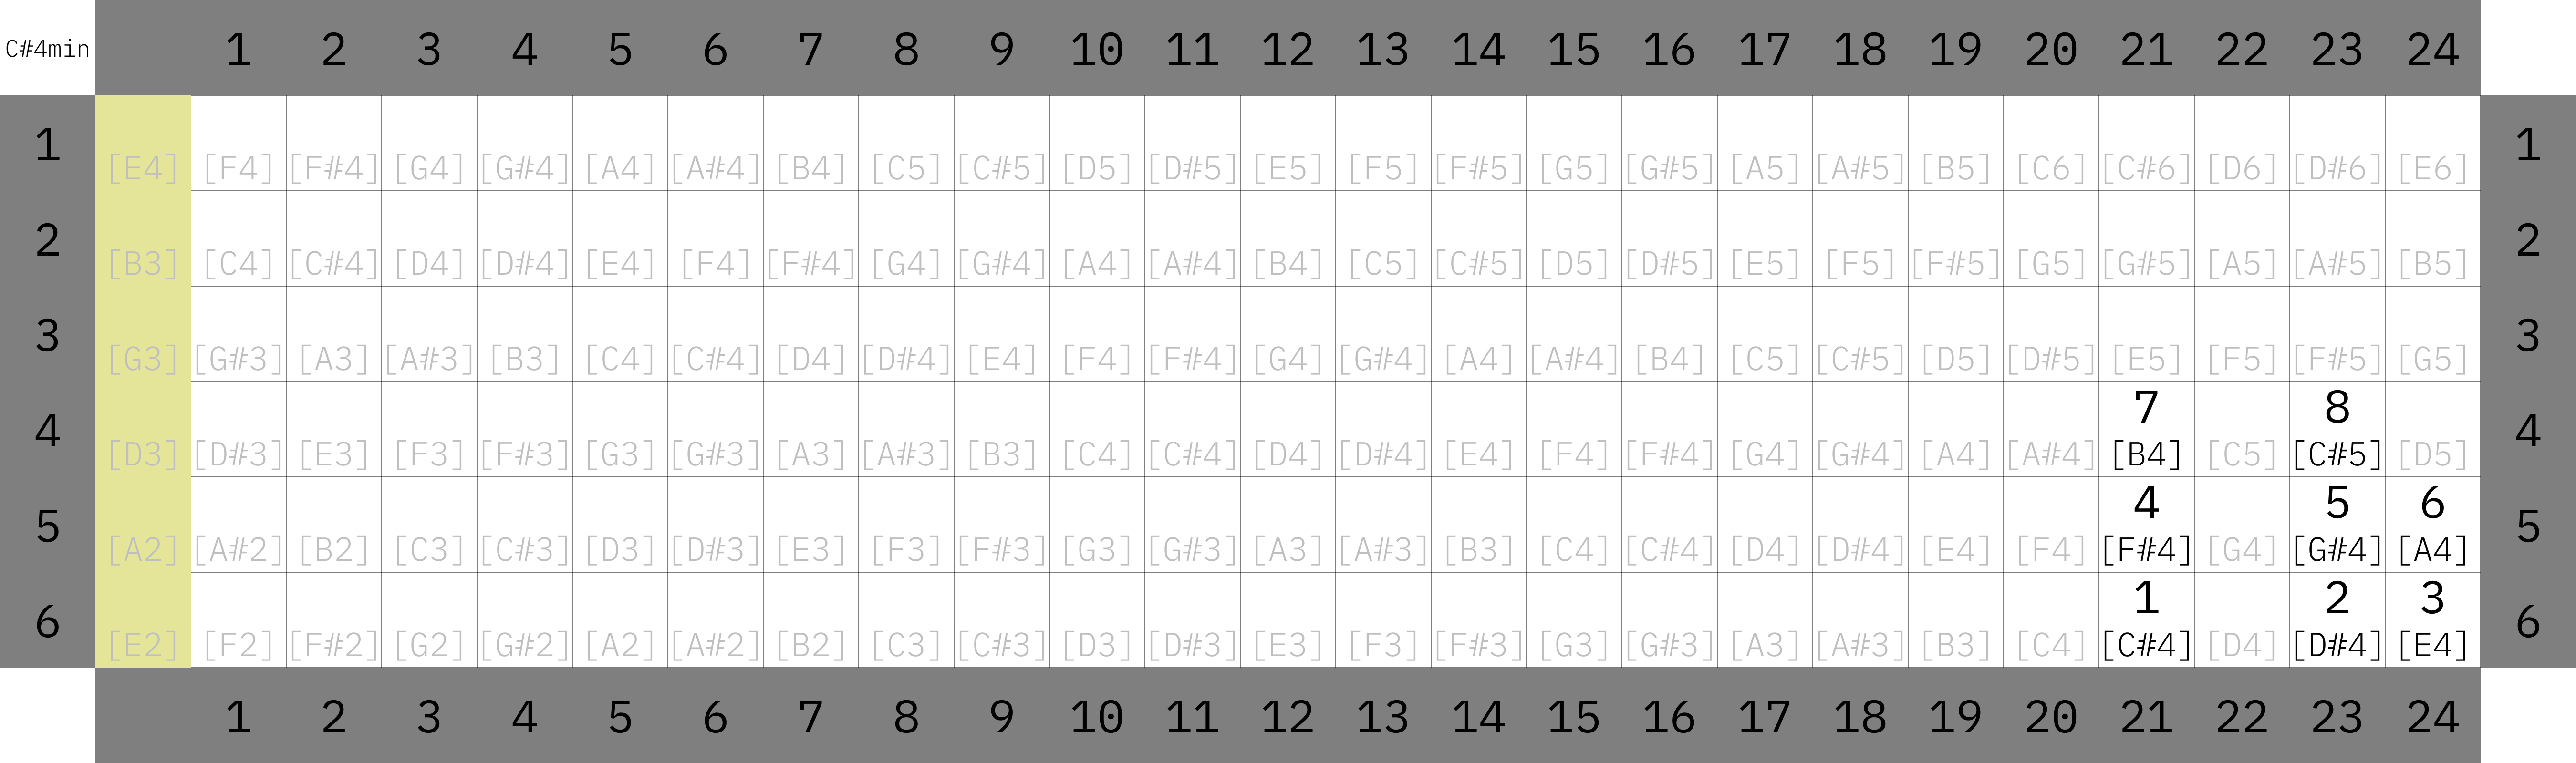 C#4min 1 2 3 4 5 6 7 8 9 10 11 12 13 14 15 16 17 18 19 20 21 22 23 24
1 [E4] [F4] [F#4] [G4] [G#4] [A4] [A#4] [B4] [C5] [C#5] [D5] [D#5] [E5] [F5] [F#5] [G5] [G#5] [A5] [A#5] [B5] [C6] [C#6] [D6] [D#6] [E6] 1
2 [B3] [C4] [C#4] [D4] [D#4] [E4] [F4] [F#4] [G4] [G#4] [A4] [A#4] [B4] [C5] [C#5] [D5] [D#5] [E5] [F5] [F#5] [G5] [G#5] [A5] [A#5] [B5] 2
3 [G3] [G#3] [A3] [A#3] [B3] [C4] [C#4] [D4] [D#4] [E4] [F4] [F#4] [G4] [G#4] [A4] [A#4] [B4] [C5] [C#5] [D5] [D#5] [E5] [F5] [F#5] [G5] 3
7 8
4 [D3] [D#3] [E3] [F3] [F#3] [G3] [G#3] [A3] [A#3] [B3] [C4] [C#4] [D4] [D#4] [E4] [F4] [F#4] [G4] [G#4] [A4] [A#4] [B4] [C5] [C#5] [D5] 4
4 5 6
5 [A2] [A#2] [B2] [C3] [C#3] [D3] [D#3] [E3] [F3] [F#3] [G3] [G#3] [A3] [A#3] [B3] [C4] [C#4] [D4] [D#4] [E4] [F4] [F#4] [G4] [G#4] [A4] 5
1 2 3
6 [E2] [F2] [F#2] [G2] [G#2] [A2] [A#2] [B2] [C3] [C#3] [D3] [D#3] [E3] [F3] [F#3] [G3] [G#3] [A3] [A#3] [B3] [C4] [C#4] [D4] [D#4] [E4] 6
1 2 3 4 5 6 7 8 9 10 11 12 13 14 15 16 17 18 19 20 21 22 23 24